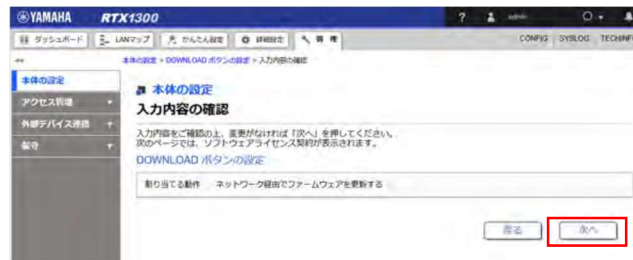 YAMAHA RTX1300
? admin
ダッシュボード LANマップ かんたん設定 詳細設定 管理 CONFIG SYSLOG TECHINFO
本体の設定 > DOWNLOAD ボタンの設定 > 入力内容の確認
本体の設定
アクセス管理
外部デバイス連携
保守
本体の設定
入力内容の確認
入力内容をご確認の上、変更がなければ「次へ」を押してください。
次のページでは、ソフトウェアライセンス契約が表示されます。
DOWNLOAD ボタンの設定
割り当てる動作 ネットワーク経由でファームウェアを更新する
戻る 次へ